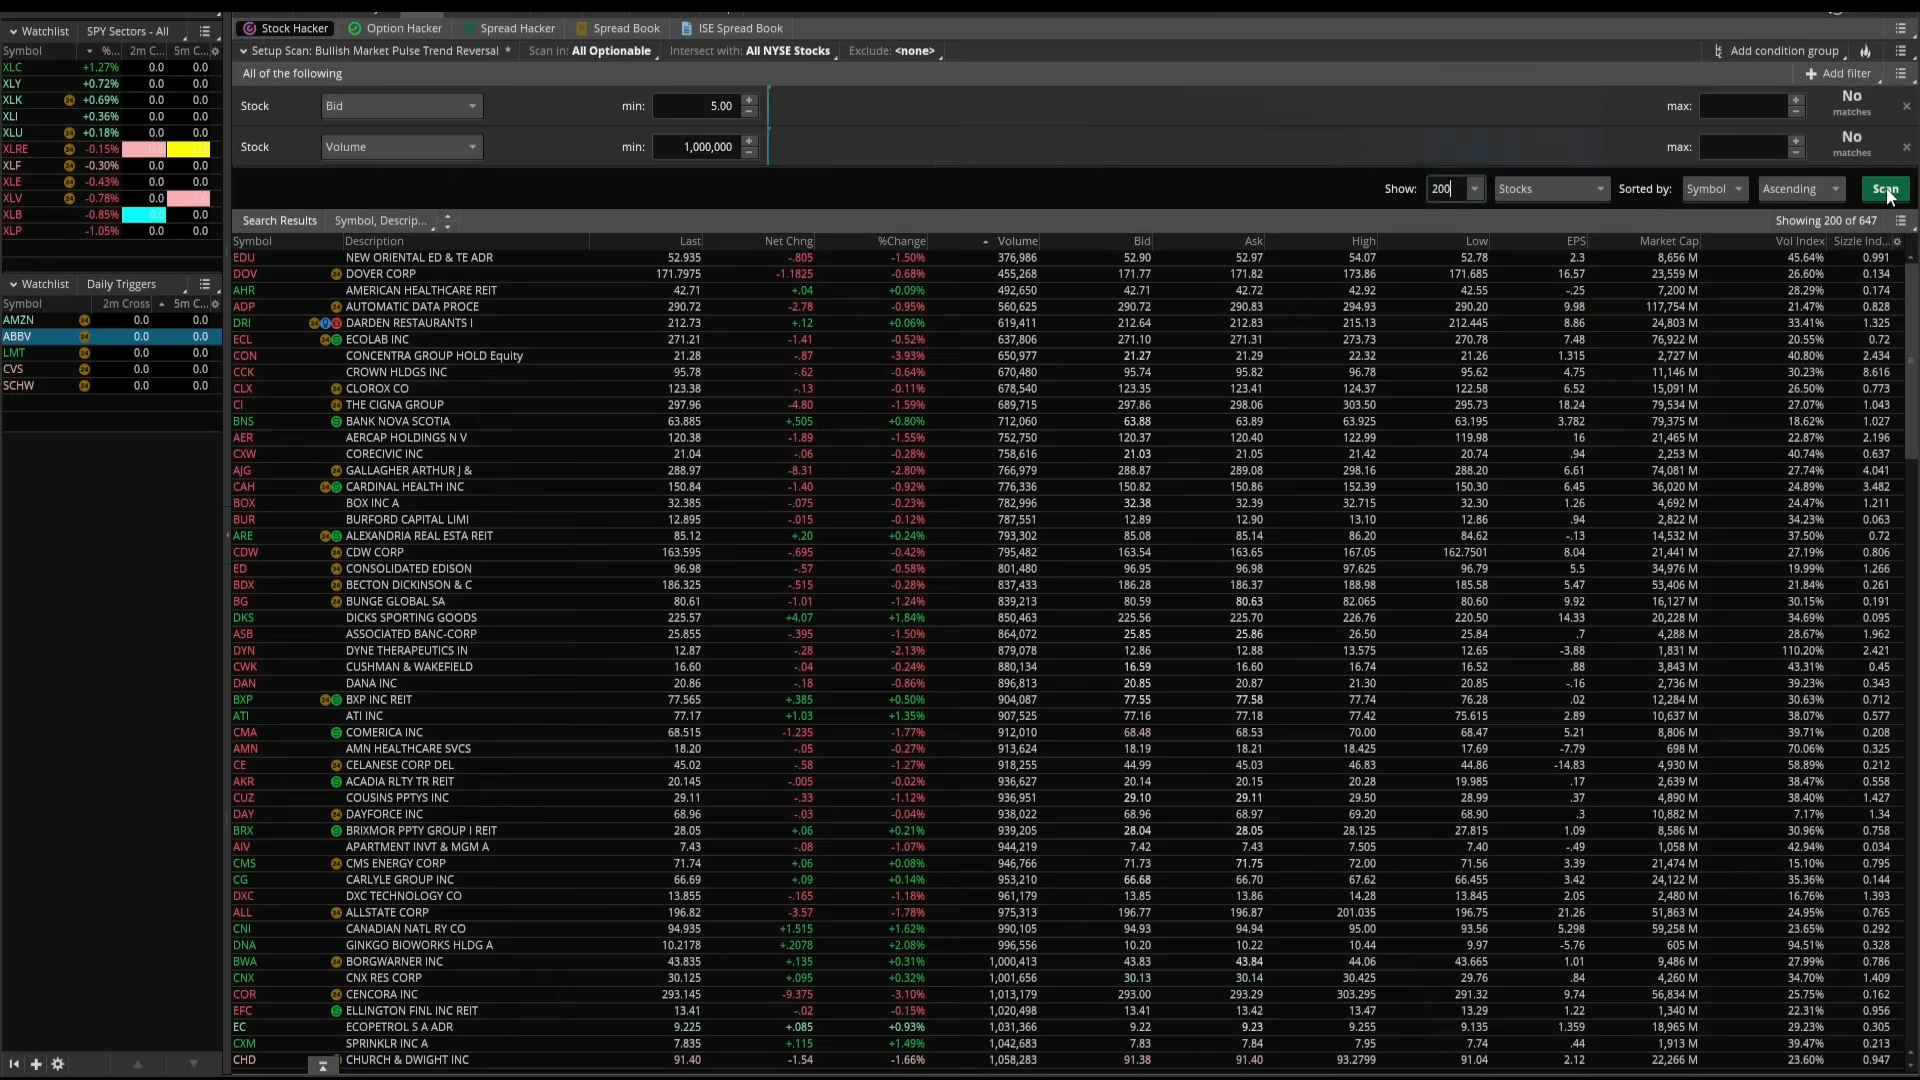 Stock Hacker Option Hacker Spread Hacker Spread Book ISE Spread Book
Setup Scan: Bullish Market Pulse Trend Reversal * Scan in: All Optionable Intersect with: All NYSE Stocks Exclude: <none> Add condition group
All of the following Add filter
Stock Bid min: 5.00 max: No matches
Stock Volume min: 1,000,000 max: No matches
Show: 200 Stocks Sorted by: Symbol Ascending Scan
Search Results Symbol, Descrip... Showing 200 of 647
Watchlist SPY Sectors - All
Symbol %... 2m C... 5m C...
XLC +1.27% 0.0 0.0
XLY +0.72% 0.0 0.0
XLK +0.69% 0.0 0.0
XLI +0.36% 0.0 0.0
XLU +0.18% 0.0 0.0
XLRE -0.15%
XLF -0.30% 0.0 0.0
XLE -0.43% 0.0 0.0
XLV -0.78% 0.0
XLB -0.85% 0.0
XLP -1.05% 0.0 0.0
Watchlist Daily Triggers
Symbol 2m Cross 5m C...
AMZN 0.0 0.0
ABBV 0.0 0.0
LMT 0.0 0.0
CVS 0.0 0.0
SCHW 0.0 0.0
Symbol Description Last Net Chng %Change Volume Bid Ask High Low EPS Market Cap Vol Index Sizzle Ind...
EDU NEW ORIENTAL ED & TE ADR 52.935 -.805 -1.50% 376,986 52.90 52.97 54.07 52.78 2.3 8,656 M 45.64% 0.991
DOV DOVER CORP 171.7975 -1.1825 -0.68% 455,268 171.77 171.82 173.86 171.685 16.57 23,559 M 26.60% 0.134
AHR AMERICAN HEALTHCARE REIT 42.71 +.04 +0.09% 492,650 42.71 42.72 42.92 42.55 -.25 7,200 M 28.29% 0.174
ADP AUTOMATIC DATA PROCE 290.72 -2.78 -0.95% 560,625 290.72 290.83 294.93 290.20 9.98 117,754 M 21.47% 0.828
DRI DARDEN RESTAURANTS I 212.73 +.12 +0.06% 619,411 212.64 212.83 215.13 212.445 8.86 24,803 M 33.41% 1.325
ECL ECOLAB INC 271.21 -1.41 -0.52% 637,806 271.10 271.31 273.73 270.78 7.48 76,922 M 20.55% 0.72
CON CONCENTRA GROUP HOLD Equity 21.28 -.87 -3.93% 650,977 21.27 21.29 22.32 21.26 1.315 2,727 M 40.80% 2.434
CCK CROWN HLDGS INC 95.78 -.62 -0.64% 670,480 95.74 95.82 96.78 95.62 4.75 11,146 M 30.23% 8.616
CLX CLOROX CO 123.38 -.13 -0.11% 678,540 123.35 123.41 124.37 122.58 6.52 15,091 M 26.50% 0.773
CI THE CIGNA GROUP 297.96 -4.80 -1.59% 689,715 297.86 298.06 303.50 295.73 18.24 79,534 M 27.07% 1.043
BNS BANK NOVA SCOTIA 63.885 +.505 +0.80% 712,060 63.88 63.89 63.925 63.195 3.782 79,375 M 18.62% 1.027
AER AERCAP HOLDINGS N V 120.38 -1.89 -1.55% 752,750 120.37 120.40 122.99 119.98 16 21,465 M 22.87% 2.196
CXW CORECIVIC INC 21.04 -.06 -0.28% 758,616 21.03 21.05 21.42 20.74 .94 2,253 M 40.74% 0.637
AJG GALLAGHER ARTHUR J & 288.97 -8.31 -2.80% 766,979 288.87 289.08 298.16 288.20 6.61 74,081 M 27.74% 4.041
CAH CARDINAL HEALTH INC 150.84 -1.40 -0.92% 776,336 150.82 150.86 152.39 150.30 6.45 36,020 M 24.89% 3.482
BOX BOX INC A 32.385 -.075 -0.23% 782,996 32.38 32.39 32.715 32.30 1.26 4,692 M 24.47% 1.211
BUR BURFORD CAPITAL LIMI 12.895 -.015 -0.12% 787,551 12.89 12.90 13.10 12.86 .94 2,822 M 34.23% 0.063
ARE ALEXANDRIA REAL ESTA REIT 85.12 +.20 +0.24% 793,302 85.08 85.14 86.20 84.62 -.13 14,532 M 37.50% 0.72
CDW CDW CORP 163.595 -.695 -0.42% 795,482 163.54 163.65 167.05 162.7501 8.04 21,441 M 27.19% 0.806
ED CONSOLIDATED EDISON 96.98 -.57 -0.58% 801,480 96.95 96.98 97.625 96.79 5.5 34,976 M 19.99% 1.266
BDX BECTON DICKINSON & C 186.325 -.515 -0.28% 837,433 186.28 186.37 188.98 185.58 5.47 53,406 M 21.84% 0.261
BG BUNGE GLOBAL SA 80.61 -1.01 -1.24% 839,213 80.59 80.63 82.065 80.60 9.92 16,127 M 30.15% 0.191
DKS DICKS SPORTING GOODS 225.57 +4.07 +1.84% 850,463 225.56 225.70 226.76 220.50 14.33 20,228 M 34.69% 0.095
ASB ASSOCIATED BANC-CORP 25.855 -.395 -1.50% 864,072 25.85 25.86 26.50 25.84 .7 4,288 M 28.67% 1.962
DYN DYNE THERAPEUTICS IN 12.87 -.28 -2.13% 879,078 12.86 12.88 13.575 12.65 -3.88 1,831 M 110.20% 2.421
CWK CUSHMAN & WAKEFIELD 16.60 -.04 -0.24% 880,134 16.59 16.60 16.74 16.52 .88 3,843 M 43.31% 0.45
DAN DANA INC 20.86 -.18 -0.86% 896,813 20.85 20.87 21.30 20.85 -.16 2,736 M 39.23% 0.343
BXP BXP INC REIT 77.565 +.385 +0.50% 904,087 77.55 77.58 77.74 76.28 .02 12,284 M 30.63% 0.712
ATI ATI INC 77.17 +1.03 +1.35% 907,525 77.16 77.18 77.42 75.615 2.89 10,637 M 38.07% 0.577
CMA COMERICA INC 68.515 -1.235 -1.77% 912,010 68.48 68.53 70.00 68.47 5.21 8,806 M 39.71% 0.208
AMN AMN HEALTHCARE SVCS 18.20 -.05 -0.27% 913,624 18.19 18.21 18.425 17.69 -7.79 698 M 70.06% 0.325
CE CELANESE CORP DEL 45.02 -.58 -1.27% 918,255 44.99 45.03 46.83 44.86 -14.83 4,930 M 58.89% 0.212
AKR ACADIA RLTY TR REIT 20.145 -.005 -0.02% 936,627 20.14 20.15 20.28 19.985 .17 2,639 M 38.47% 0.558
CUZ COUSINS PPTYS INC 29.11 -.33 -1.12% 936,951 29.10 29.11 29.50 28.99 .37 4,890 M 38.40% 1.427
DAY DAYFORCE INC 68.96 -.03 -0.04% 938,022 68.96 68.97 69.20 68.90 .3 10,882 M 7.17% 1.34
BRX BRIXMOR PPTY GROUP I REIT 28.05 +.06 +0.21% 939,205 28.04 28.05 28.125 27.815 1.09 8,586 M 30.96% 0.758
AIV APARTMENT INVT & MGM A 7.43 -.08 -1.07% 944,219 7.42 7.43 7.505 7.40 -.49 1,058 M 42.94% 0.034
CMS CMS ENERGY CORP 71.74 +.06 +0.08% 946,766 71.73 71.75 72.00 71.56 3.39 21,474 M 15.10% 0.795
CG CARLYLE GROUP INC 66.69 +.09 +0.14% 953,210 66.68 66.70 67.62 66.455 3.42 24,122 M 35.36% 0.144
DXC DXC TECHNOLOGY CO 13.855 -.165 -1.18% 961,179 13.85 13.86 14.28 13.845 2.05 2,480 M 16.76% 1.393
ALL ALLSTATE CORP 196.82 -3.57 -1.78% 975,313 196.77 196.87 201.035 196.75 21.26 51,863 M 24.95% 0.765
CNI CANADIAN NATL RY CO 94.935 +1.515 +1.62% 990,105 94.93 94.94 95.00 93.56 5.298 59,258 M 23.65% 0.292
DNA GINKGO BIOWORKS HLDG A 10.2178 +.2078 +2.08% 996,556 10.20 10.22 10.44 9.97 -5.76 605 M 94.51% 0.328
BWA BORGWARNER INC 43.835 +.135 +0.31% 1,000,413 43.83 43.84 44.06 43.665 1.01 9,486 M 27.99% 0.786
CNX CNX RES CORP 30.125 +.095 +0.32% 1,001,656 30.13 30.14 30.425 29.76 .84 4,260 M 34.70% 1.409
COR CENCORA INC 293.145 -9.375 -3.10% 1,013,179 293.00 293.29 303.295 291.32 9.74 56,834 M 25.75% 0.162
EFC ELLINGTON FINL INC REIT 13.41 -.02 -0.15% 1,020,498 13.41 13.42 13.47 13.29 1.22 1,340 M 22.31% 0.956
EC ECOPETROL S A ADR 9.225 +.085 +0.93% 1,031,366 9.22 9.23 9.255 9.135 1.359 18,965 M 29.23% 0.305
CXM SPRINKLR INC A 7.835 +.115 +1.49% 1,042,683 7.83 7.84 7.95 7.74 .44 1,913 M 39.47% 0.213
CHD CHURCH & DWIGHT INC 91.40 -1.54 -1.66% 1,058,283 91.38 91.40 93.2799 91.04 2.12 22,266 M 23.60% 0.947